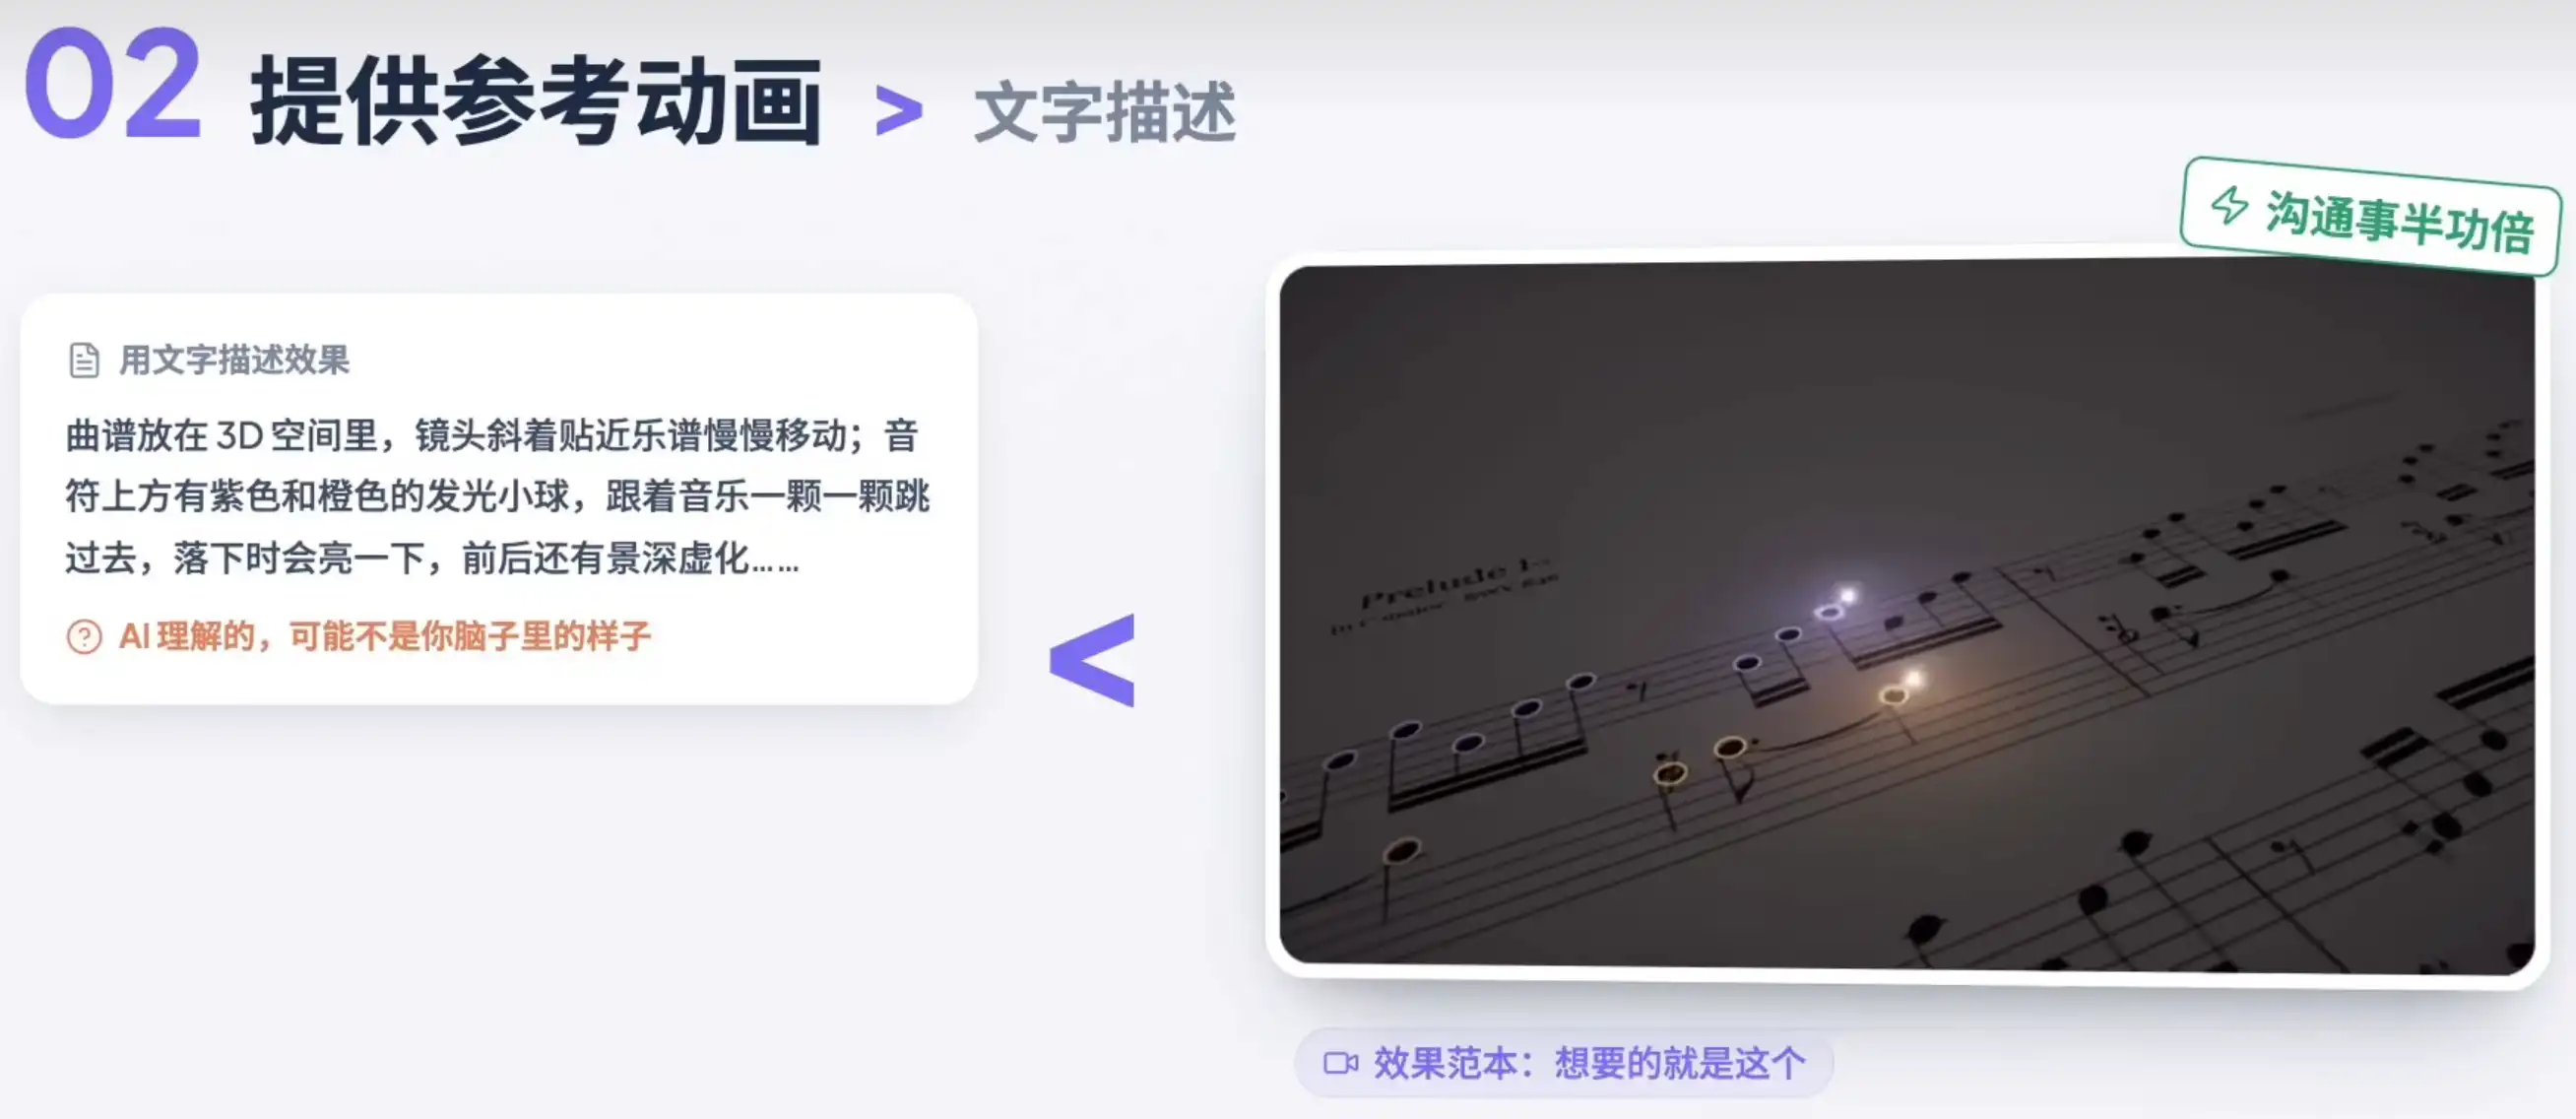 02 提供参考动画 > 文字描述
沟通事半功倍
用文字描述效果
曲谱放在 3D 空间里，镜头斜着贴近乐谱慢慢移动；音
符上方有紫色和橙色的发光小球，跟着音乐一颗一颗跳
过去，落下时会亮一下，前后还有景深虚化……
AI 理解的，可能不是你脑子里的样子
<
Prelude 1
in C major
效果范本：想要的就是这个